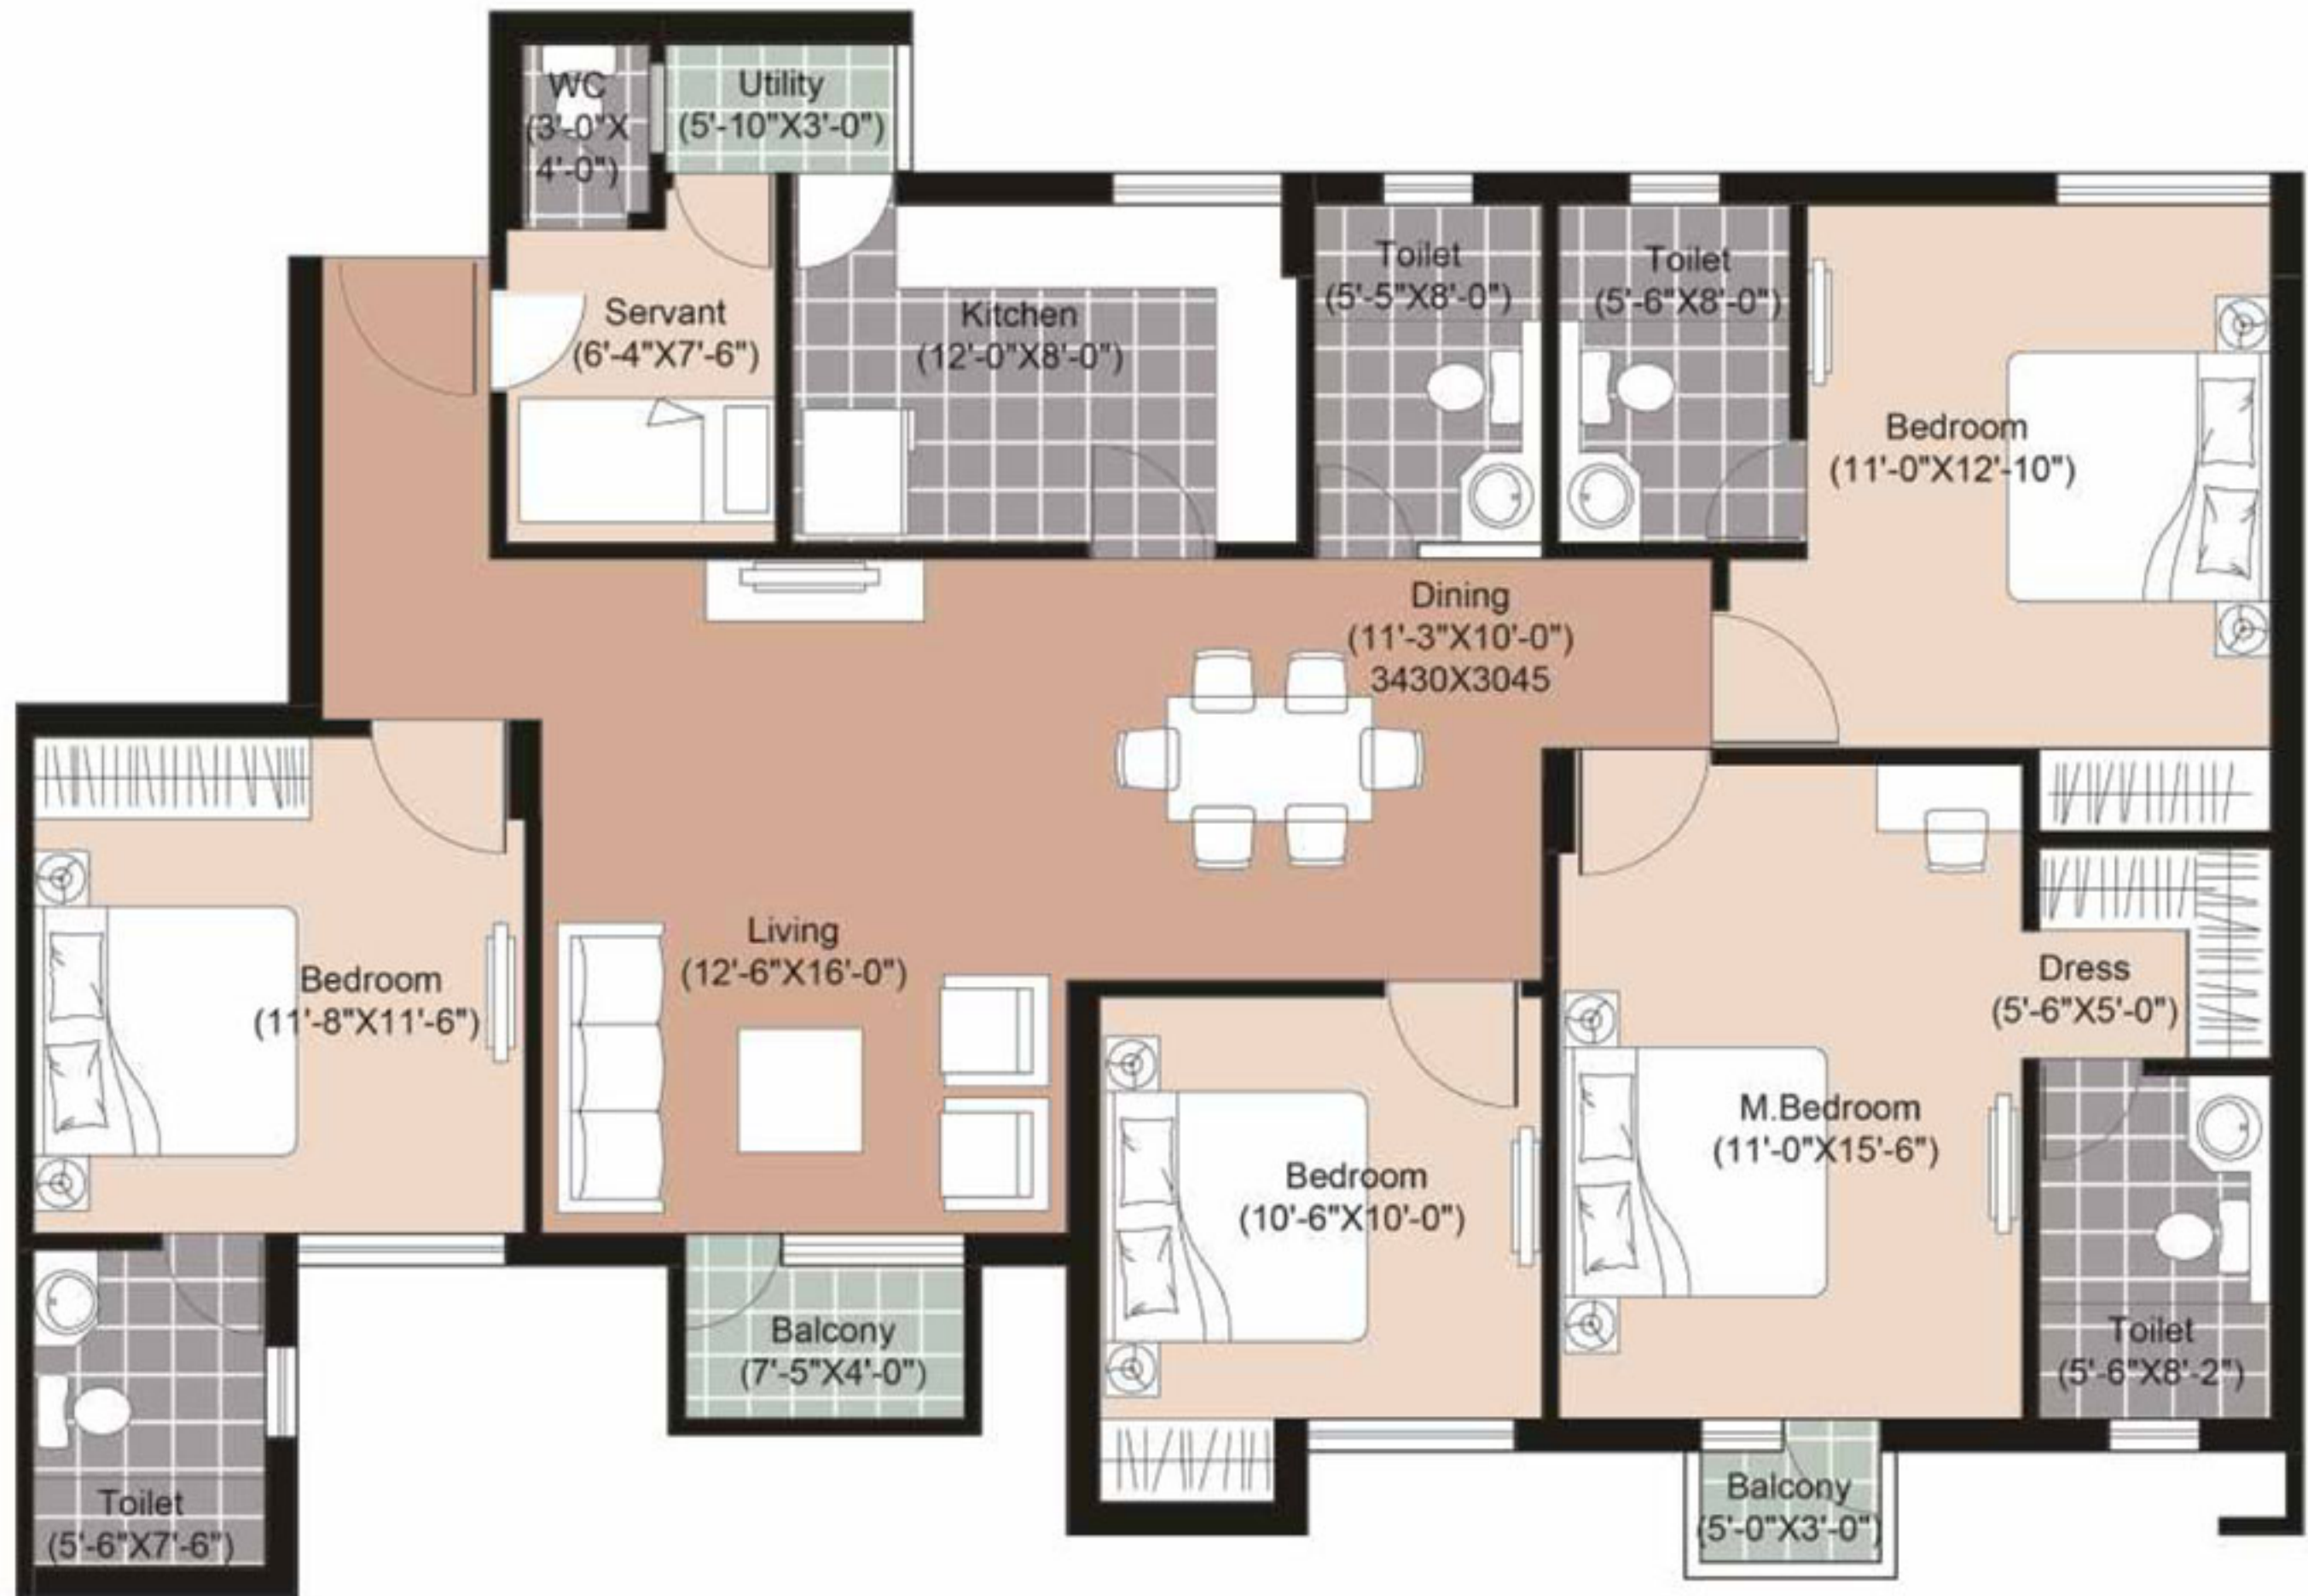 WC
(3'-0"X
4'-0")
Utility
(5'-10"X3'-0")
Servant
(6'-4"X7'-6")
Kitchen
(12'-0"X8'-0")
Toilet
(5'-5"X8'-0")
Toilet
(5'-6"X8'-0")
Bedroom
(11'-0"X12'-10")
Dining
(11'-3"X10'-0")
3430X3045
Living
(12'-6"X16'-0")
Bedroom
(11'-8"X11'-6")
Dress
(5'-6"X5'-0")
M.Bedroom
(11'-0"X15'-6")
Bedroom
(10'-6"X10'-0")
Balcony
(7'-5"X4'-0")
Toilet
(5'-6"X8'-2")
Toilet
(5'-6"X7'-6")
Balcony
(5'-0"X3'-0")